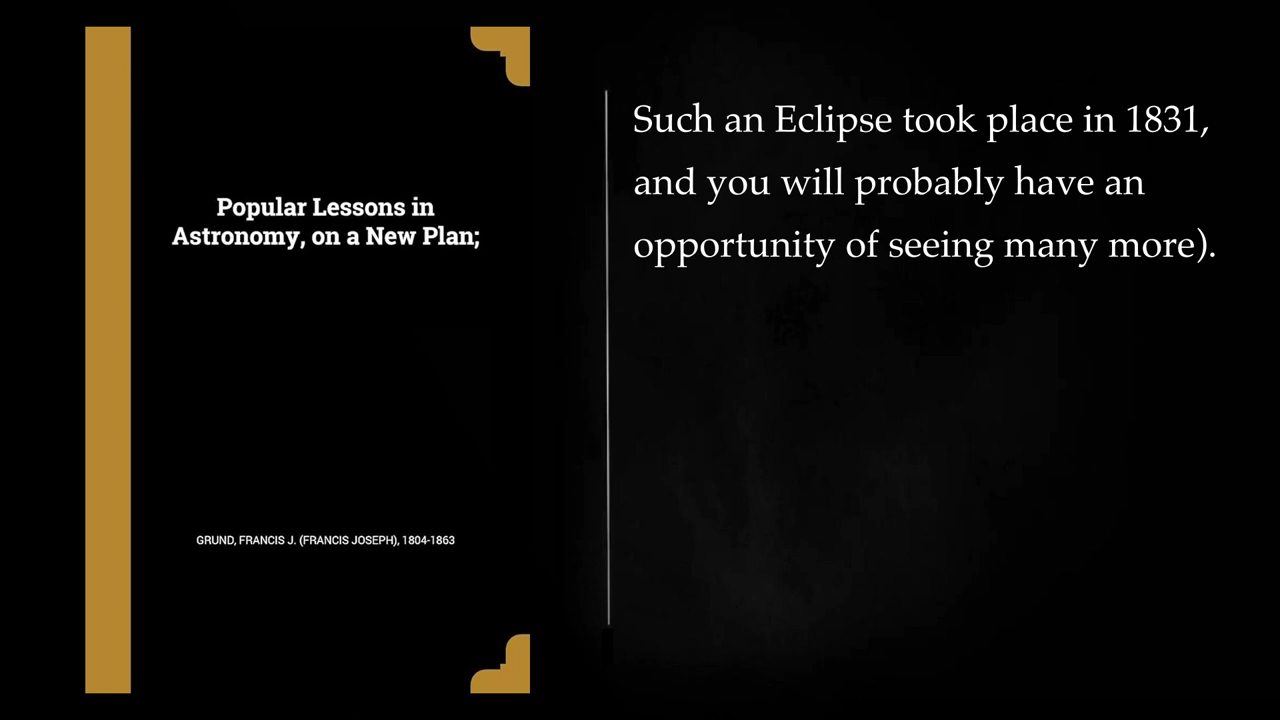 Popular Lessons in
Astronomy, on a New Plan;
GRUND, FRANCIS J. (FRANCIS JOSEPH), 1804-1863
Such an Eclipse took place in 1831,
and you will probably have an
opportunity of seeing many more).